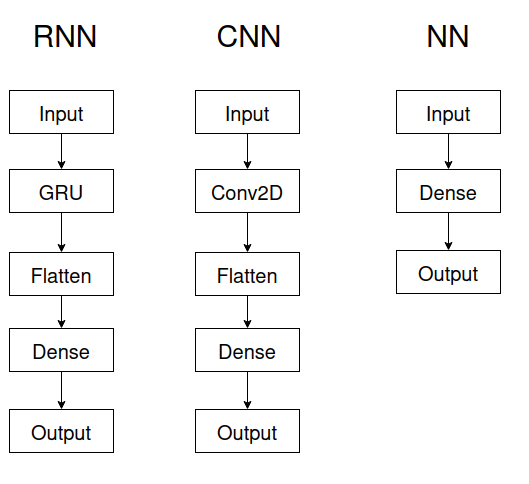 RNN
Input
GRU
Flatten
Dense
Output
CNN
Input
Conv2D
Flatten
Dense
Output
NN
Input
Dense
Output